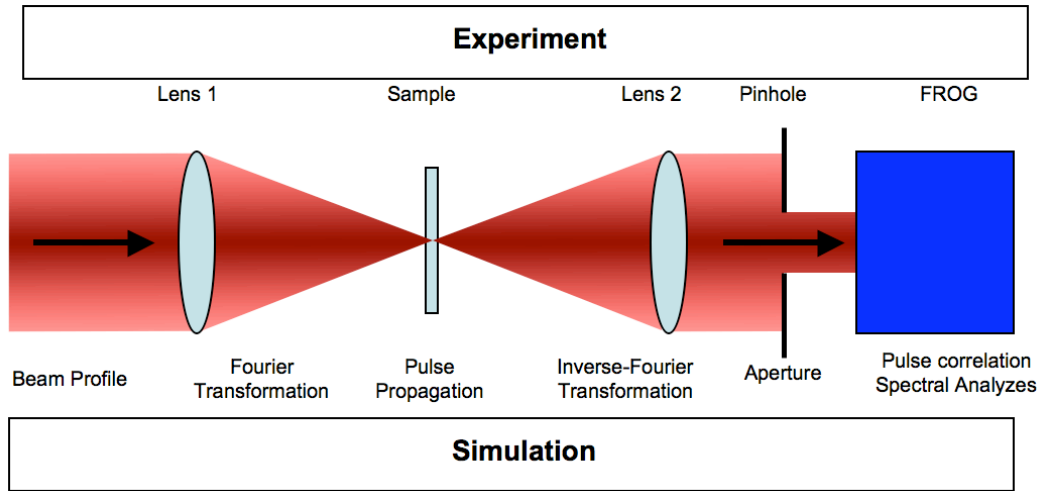 Experiment
Lens 1
Sample
Lens 2
Pinhole
FROG
Beam Profile
Fourier
Transformation
Pulse
Propagation
Inverse-Fourier
Transformation
Aperture
Pulse correlation
Spectral Analyzes
Simulation